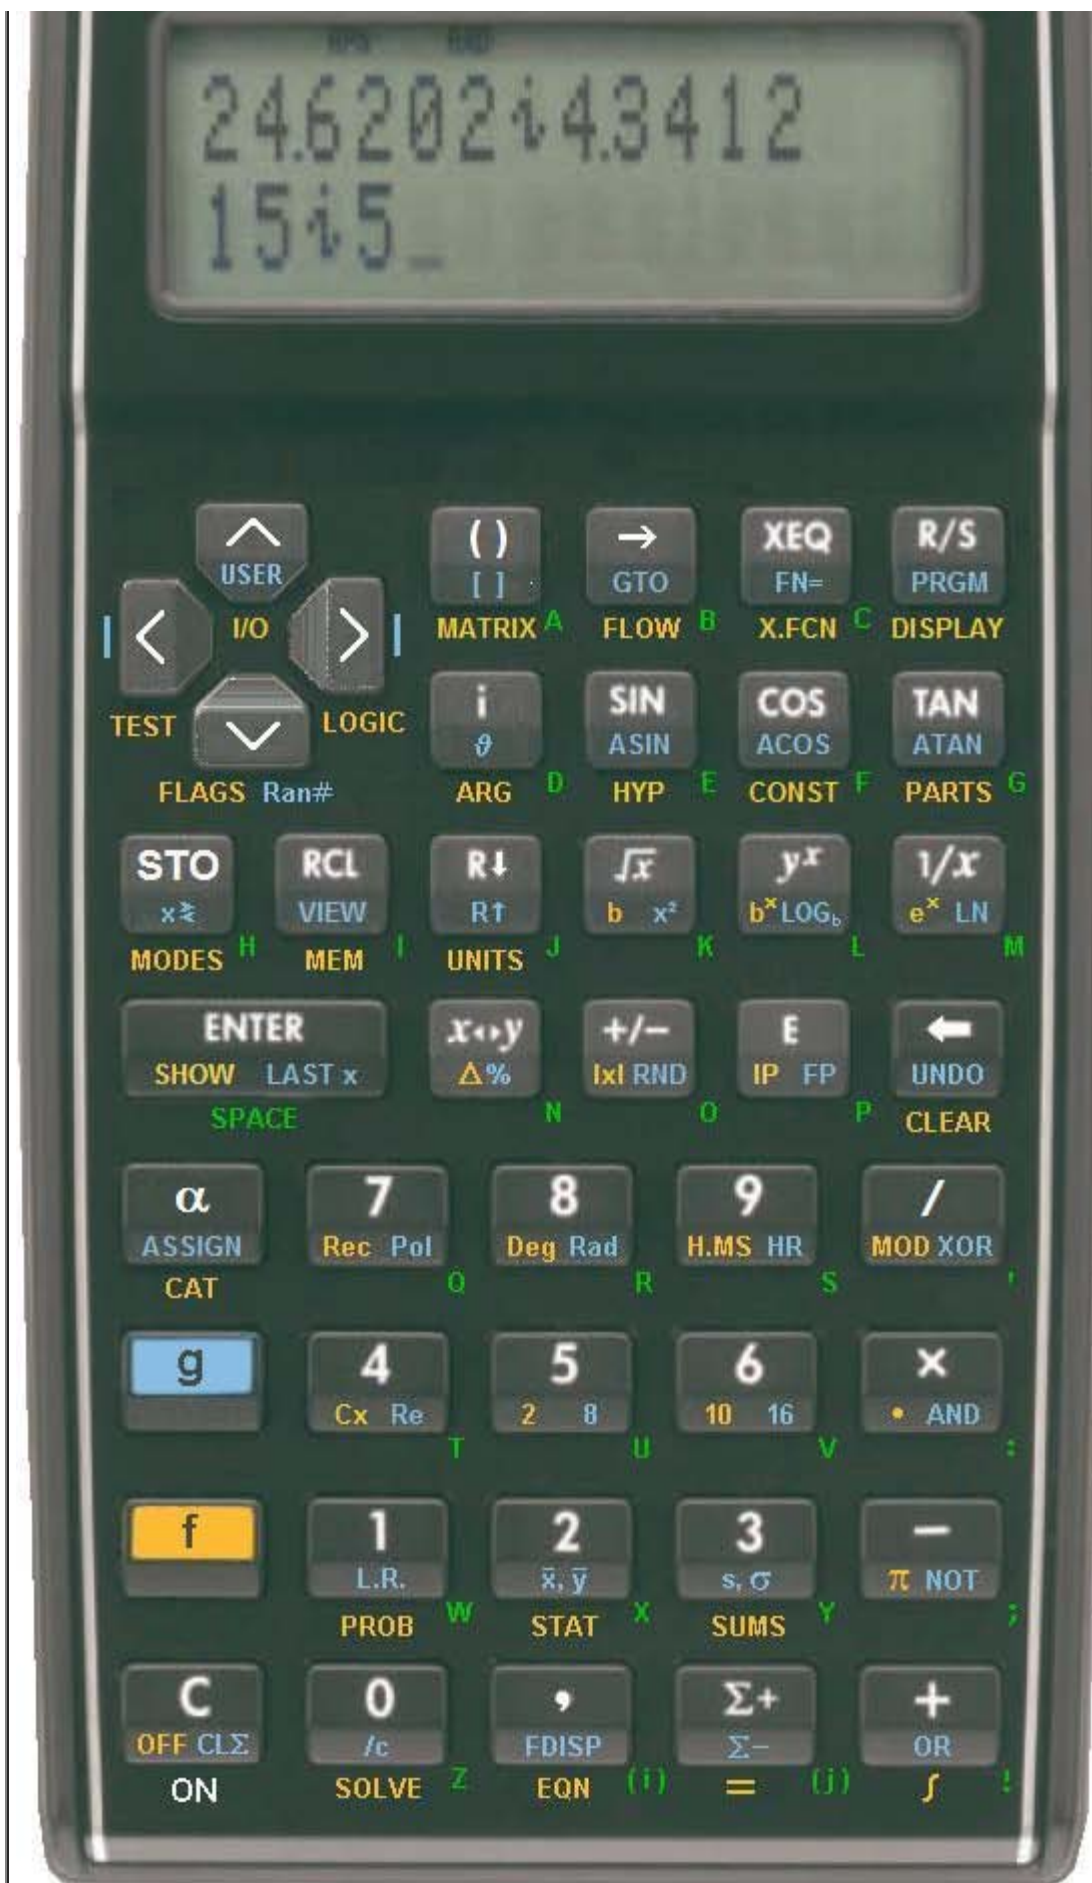 RPN RAD
24.6202i4.3412
15i5_
^ ( ) → XEQ R/S
USER [ ] GTO FN= PRGM
< I/O > MATRIX A FLOW B X.FCN C DISPLAY
i SIN COS TAN
TEST ∨ LOGIC ϑ ASIN ACOS ATAN
FLAGS Ran# ARG D HYP E CONST F PARTS G
STO RCL R↓ √x yˣ 1/x
x≷ VIEW R↑ b x² bˣ LOGb eˣ LN
MODES H MEM I UNITS J K L M
ENTER x↔y +/− E ←
SHOW LAST x Δ% |x| RND IP FP UNDO
SPACE N O P CLEAR
α 7 8 9 /
ASSIGN Rec Pol Deg Rad H.MS HR MOD XOR
CAT Q R S '
g 4 5 6 ×
Cx Re 2 8 10 16 • AND
T U V :
f 1 2 3 −
L.R. x̄, ȳ s, σ π NOT
PROB W STAT X SUMS Y ;
C 0 , Σ+ +
OFF CLΣ /c FDISP Σ− OR
ON SOLVE Z EQN (i) = (j) ∫ !